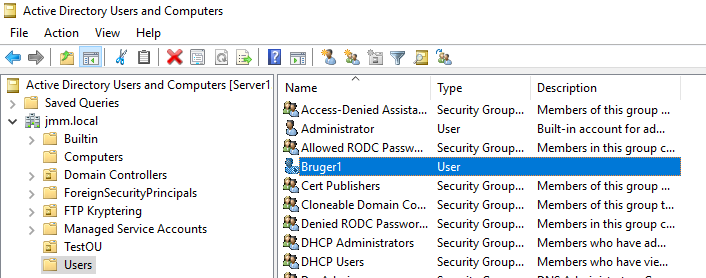 Active Directory Users and Computers
File Action View Help
Active Directory Users and Computers [Server1
Saved Queries
jmm.local
Builtin
Computers
Domain Controllers
ForeignSecurityPrincipals
FTP Kryptering
Managed Service Accounts
TestOU
Users
Name Type Description
Access-Denied Assista... Security Group... Members of this group ...
Administrator User Built-in account for ad...
Allowed RODC Passw... Security Group... Members in this group c...
Bruger1 User
Cert Publishers Security Group... Members of this group ...
Cloneable Domain Co... Security Group... Members of this group t...
Denied RODC Passwor... Security Group... Members in this group c...
DHCP Administrators Security Group... Members who have ad...
DHCP Users Security Group... Members who have vie...